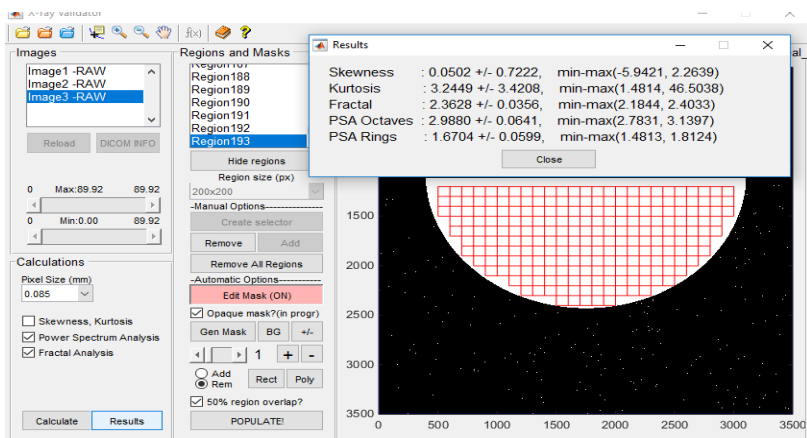 X-ray Validator
f(x)
Images
Image1 -RAW
Image2 -RAW
Image3 -RAW
Reload
DICOM INFO
0 Max:89.92 89.92
0 Min:0.00 89.92
Calculations
Pixel Size (mm)
0.085
Skewness, Kurtosis
Power Spectrum Analysis
Fractal Analysis
Calculate
Results
Regions and Masks
Region187
Region188
Region189
Region190
Region191
Region192
Region193
Hide regions
Region size (px)
200x200
-Manual Options---------------
Create selector
Remove
Add
Remove All Regions
-Automatic Options-----------
Edit Mask (ON)
Opaque mask?(in progr)
Gen Mask
BG
+/-
1
+
-
Add
Rem
Rect
Poly
50% region overlap?
POPULATE!
Results
Skewness : 0.0502 +/- 0.7222, min-max(-5.9421, 2.2639)
Kurtosis : 3.2449 +/- 3.4208, min-max(1.4814, 46.5038)
Fractal : 2.3628 +/- 0.0356, min-max(2.1844, 2.4033)
PSA Octaves : 2.9880 +/- 0.0641, min-max(2.7831, 3.1397)
PSA Rings : 1.6704 +/- 0.0599, min-max(1.4813, 1.8124)
Close
1500
2000
2500
3000
3500
0 500 1000 1500 2000 2500 3000 3500